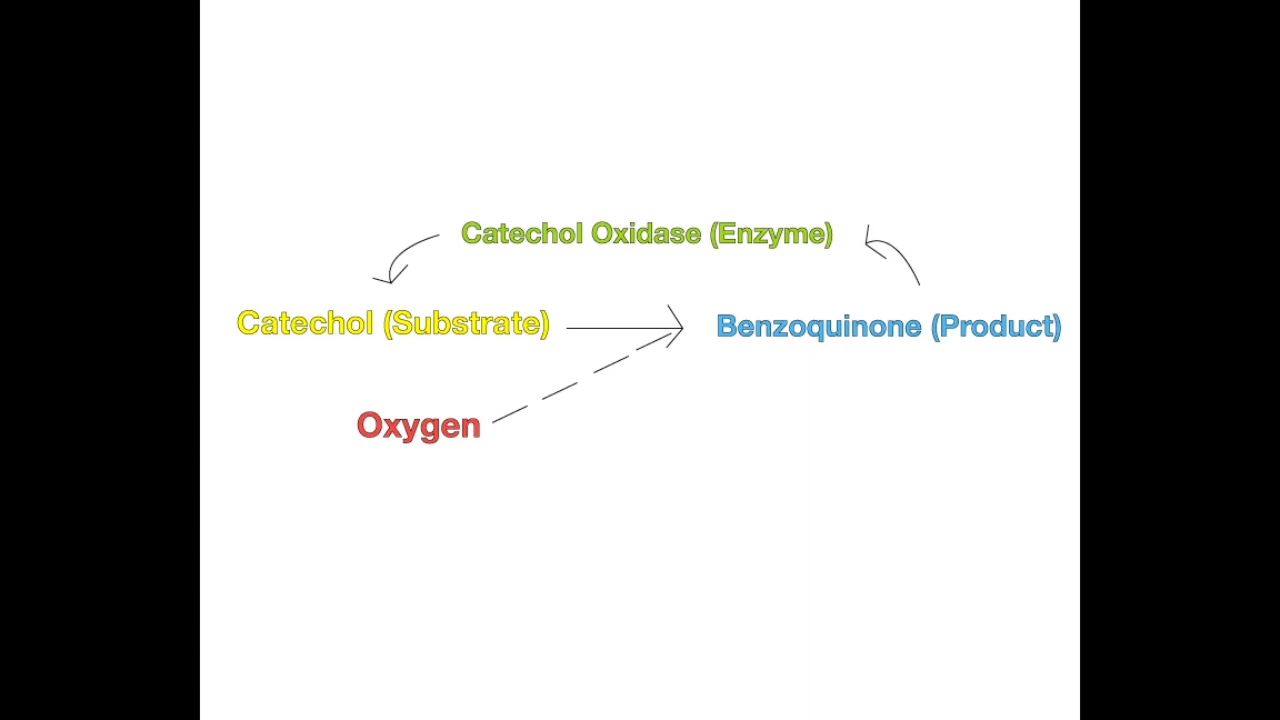 Catechol Oxidase (Enzyme)
Catechol (Substrate)
Benzoquinone (Product)
Oxygen